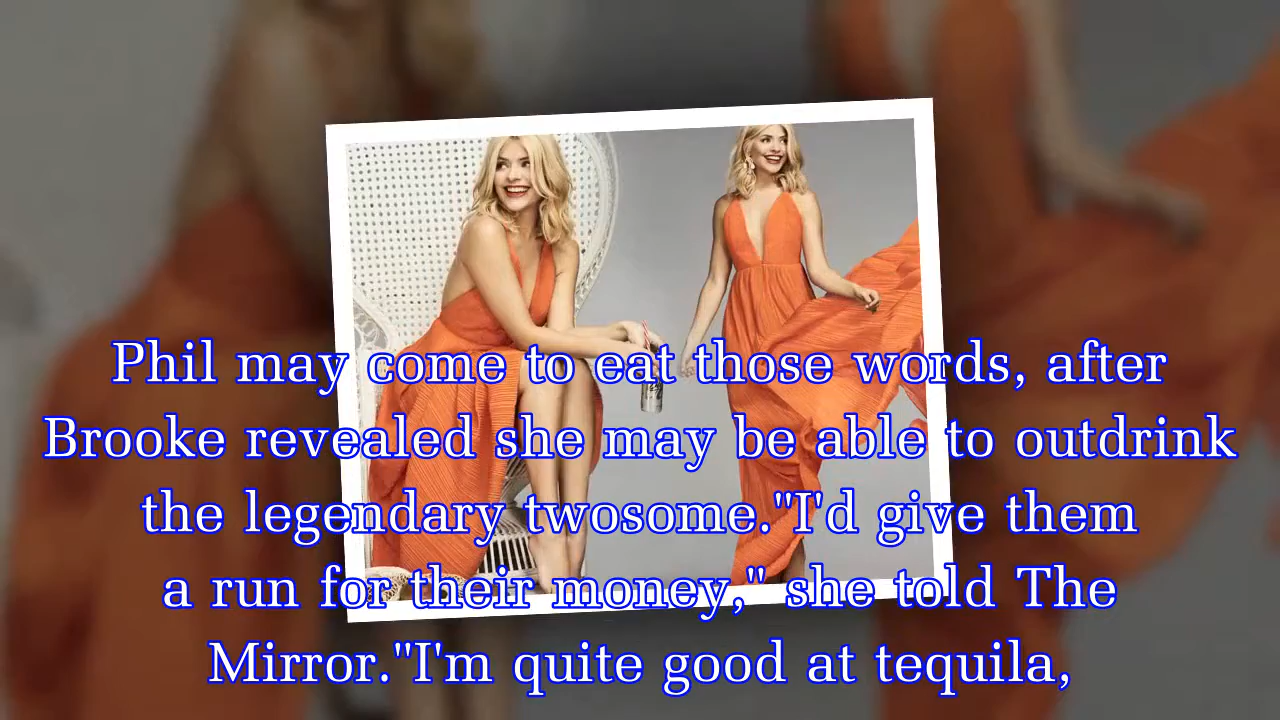 Phil may come to eat those words, after
Brooke revealed she may be able to outdrink
the legendary twosome."I'd give them
a run for their money," she told The
Mirror."I'm quite good at tequila,